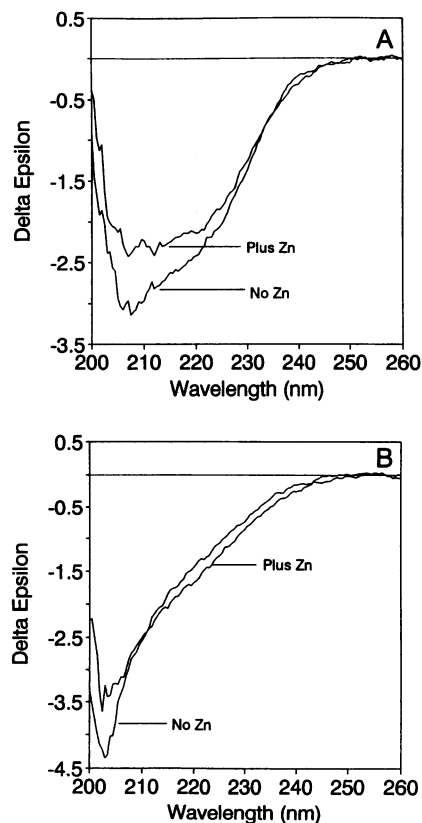 A
0.5
-0.5
-1.5
-2.5
-3.5
Delta Epsilon
Plus Zn
No Zn
200 210 220 230 240 250 260
Wavelength (nm)
B
0.5
-0.5
-1.5
-2.5
-3.5
-4.5
Delta Epsilon
Plus Zn
No Zn
200 210 220 230 240 250 260
Wavelength (nm)